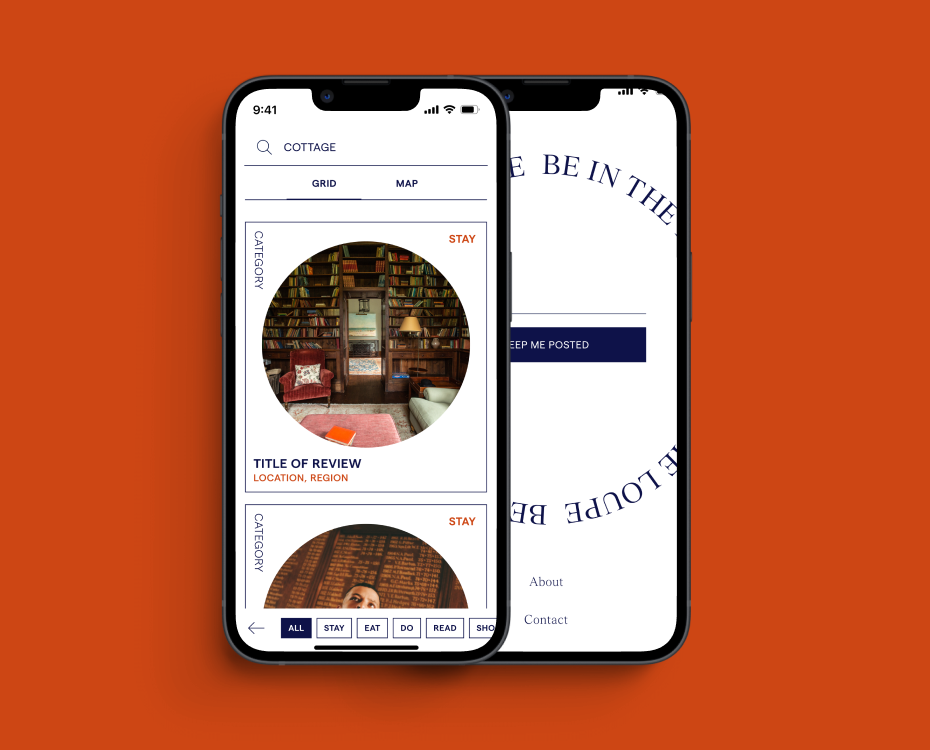 9:41
COTTAGE
GRID
MAP
CATEGORY
STAY
TITLE OF REVIEW
LOCATION, REGION
CATEGORY
STAY
ALL
STAY
EAT
DO
READ
SHO
E BE IN THE
EEP ME POSTED
E LOUPE BE
About
Contact